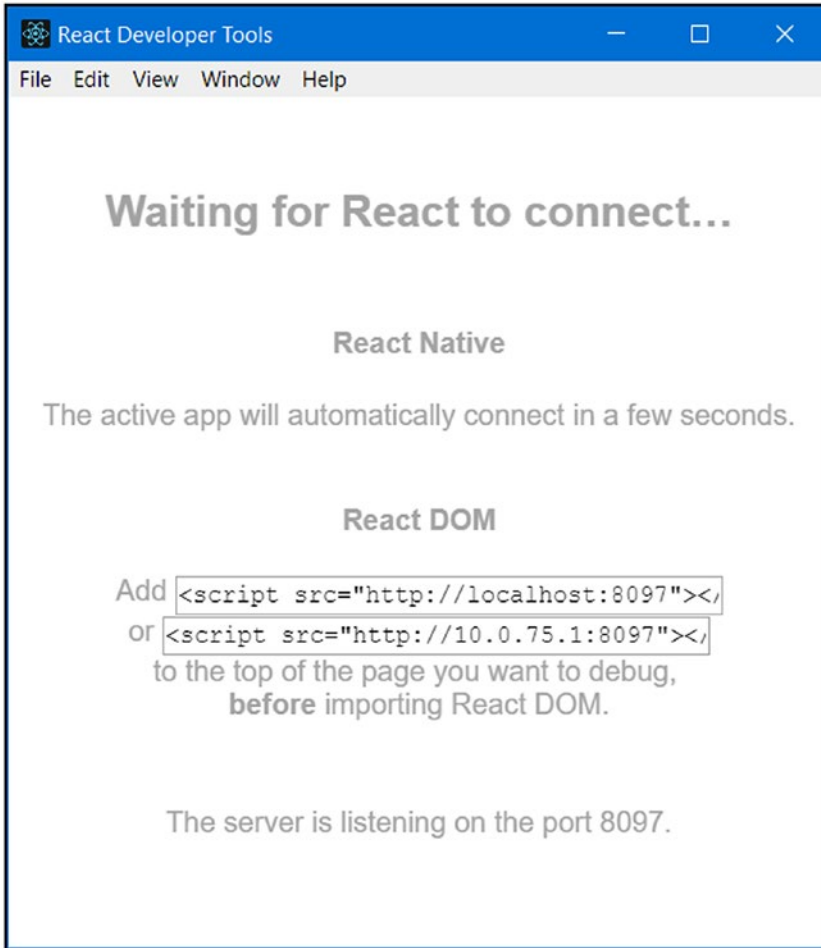 React Developer Tools
File Edit View Window Help
Waiting for React to connect…
React Native
The active app will automatically connect in a few seconds.
React DOM
Add <script src="http://localhost:8097"></
or <script src="http://10.0.75.1:8097"></
to the top of the page you want to debug,
before importing React DOM.
The server is listening on the port 8097.